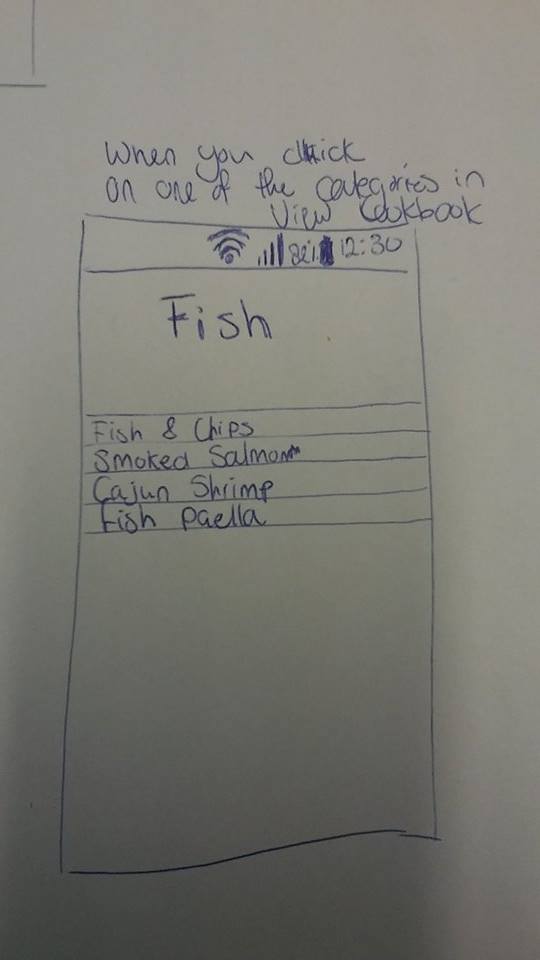 When you click
on one of the categories in
View Cookbook
12:30
Fish
Fish & Chips
Smoked Salmon
Cajun Shrimp
Fish paella